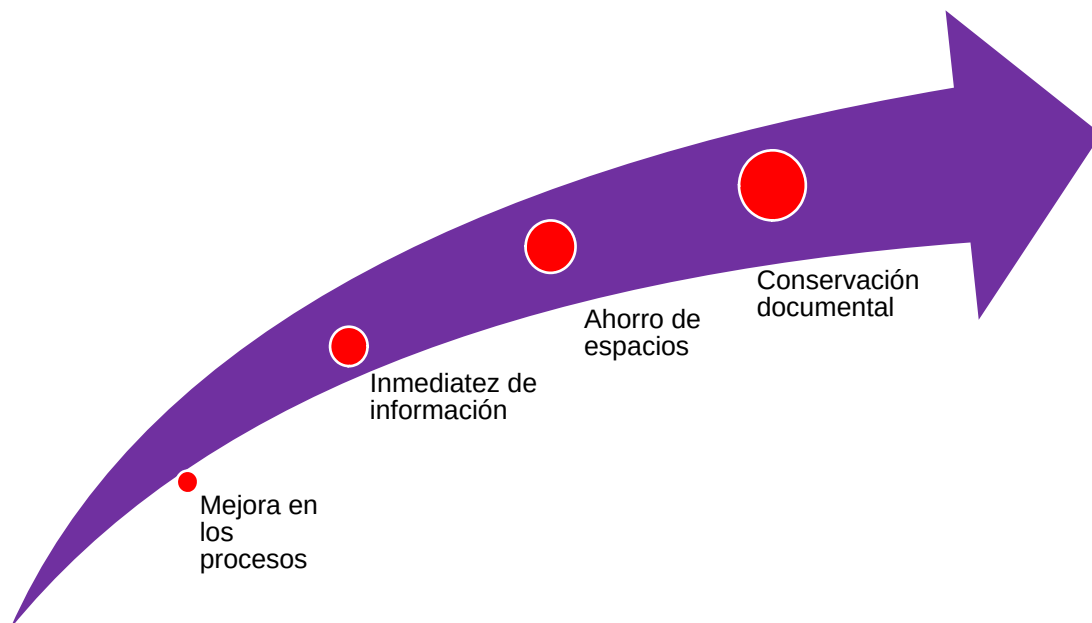 Mejora en
los
procesos
Inmediatez de
información
Ahorro de
espacios
Conservación
documental